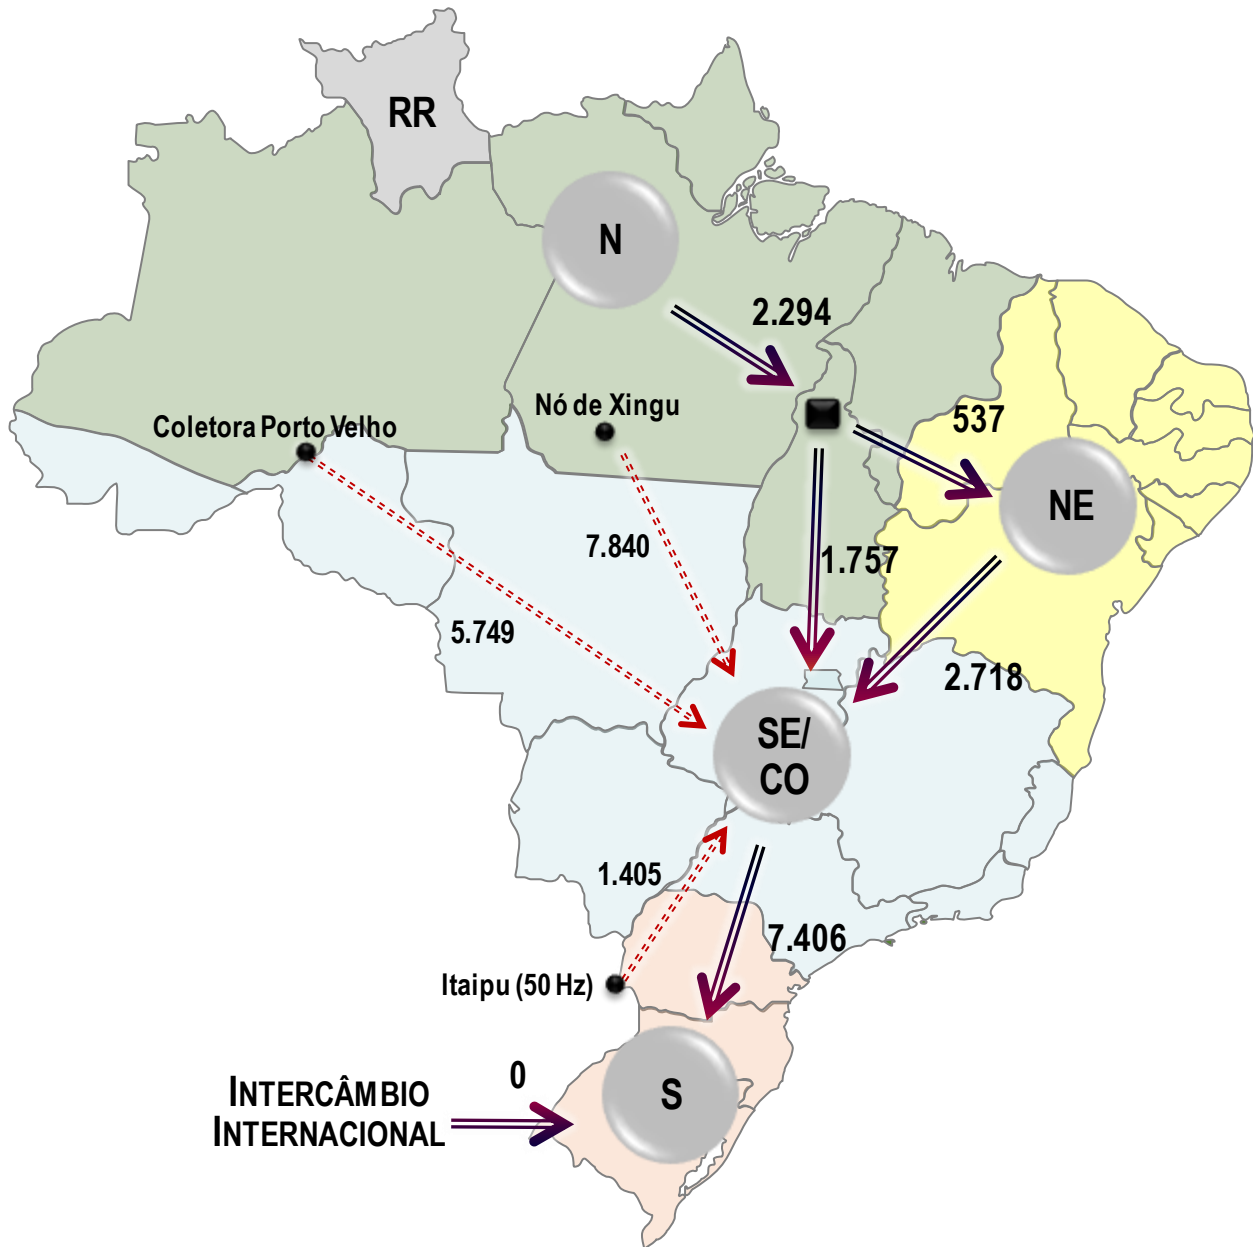 RR
N
2.294
Nó de Xingu
537
Coletora Porto Velho
NE
7.840
1.757
5.749
2.718
SE/
CO
1.405
7.406
Itaipu (50 Hz)
0
INTERCÂMBIO
INTERNACIONAL
S